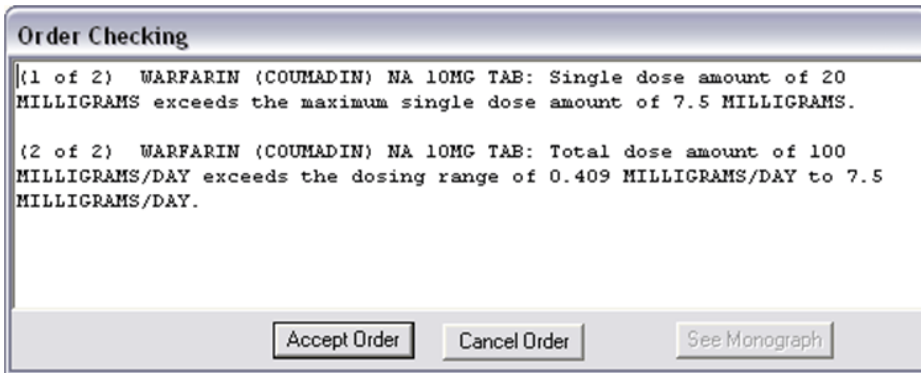 Order Checking
(1 of 2)  WARFARIN (COUMADIN) NA 10MG TAB: Single dose amount of 20
MILLIGRAMS exceeds the maximum single dose amount of 7.5 MILLIGRAMS.
(2 of 2)  WARFARIN (COUMADIN) NA 10MG TAB: Total dose amount of 100
MILLIGRAMS/DAY exceeds the dosing range of 0.409 MILLIGRAMS/DAY to 7.5
MILLIGRAMS/DAY.
Accept Order Cancel Order See Monograph